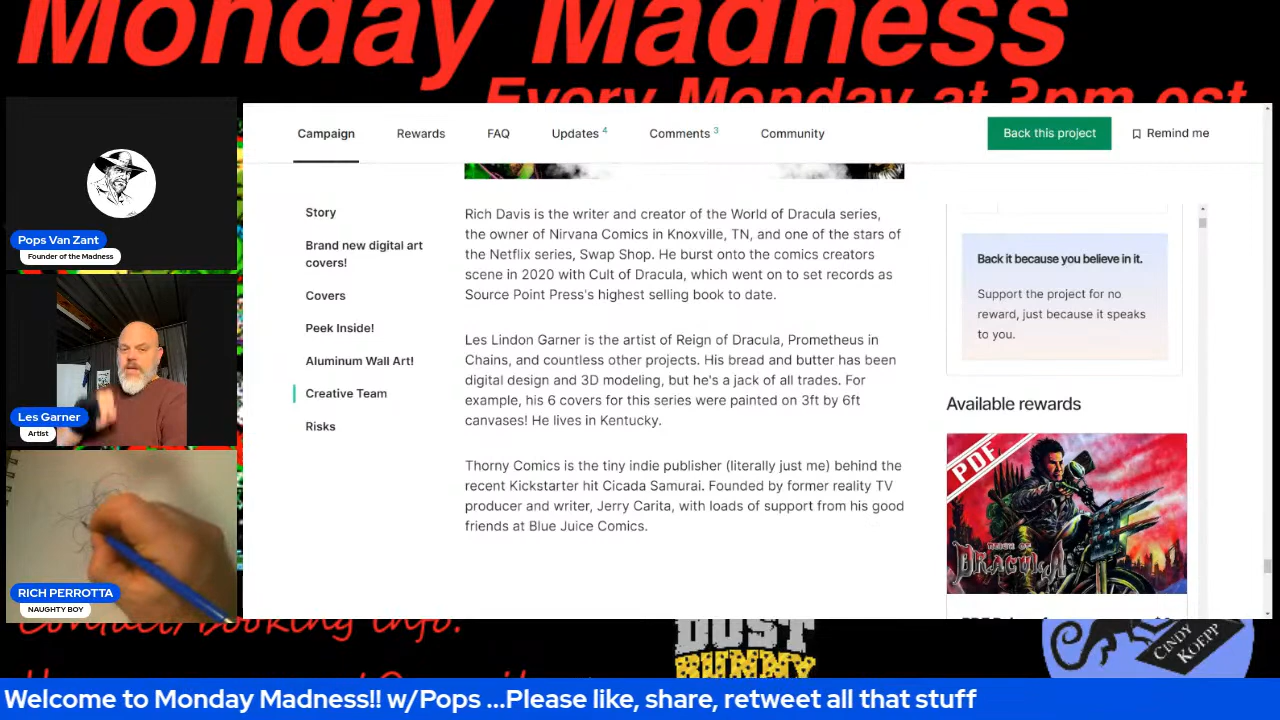 Monday Madness
Every Monday at 3pm est
Campaign
Rewards
FAQ
Updates 4
Comments 3
Community
Back this project
Remind me
Pops Van Zant
Founder of the Madness
Les Garner
Artist
RICH PERROTTA
NAUGHTY BOY
Story
Brand new digital art
covers!
Covers
Peek Inside!
Aluminum Wall Art!
Creative Team
Risks
Rich Davis is the writer and creator of the World of Dracula series,
the owner of Nirvana Comics in Knoxville, TN, and one of the stars of
the Netflix series, Swap Shop. He burst onto the comics creators
scene in 2020 with Cult of Dracula, which went on to set records as
Source Point Press's highest selling book to date.
Les Lindon Garner is the artist of Reign of Dracula, Prometheus in
Chains, and countless other projects. His bread and butter has been
digital design and 3D modeling, but he's a jack of all trades. For
example, his 6 covers for this series were painted on 3ft by 6ft
canvases! He lives in Kentucky.
Thorny Comics is the tiny indie publisher (literally just me) behind the
recent Kickstarter hit Cicada Samurai. Founded by former reality TV
producer and writer, Jerry Carita, with loads of support from his good
friends at Blue Juice Comics.
Back it because you believe in it.
Support the project for no
reward, just because it speaks
to you.
Available rewards
PDF
REIGN OF
DRACULA
Contact/Booking info:
DUST
BUNNY
CINDY
KOEPP
Welcome to Monday Madness!! w/Pops ...Please like, share, retweet all that stuff